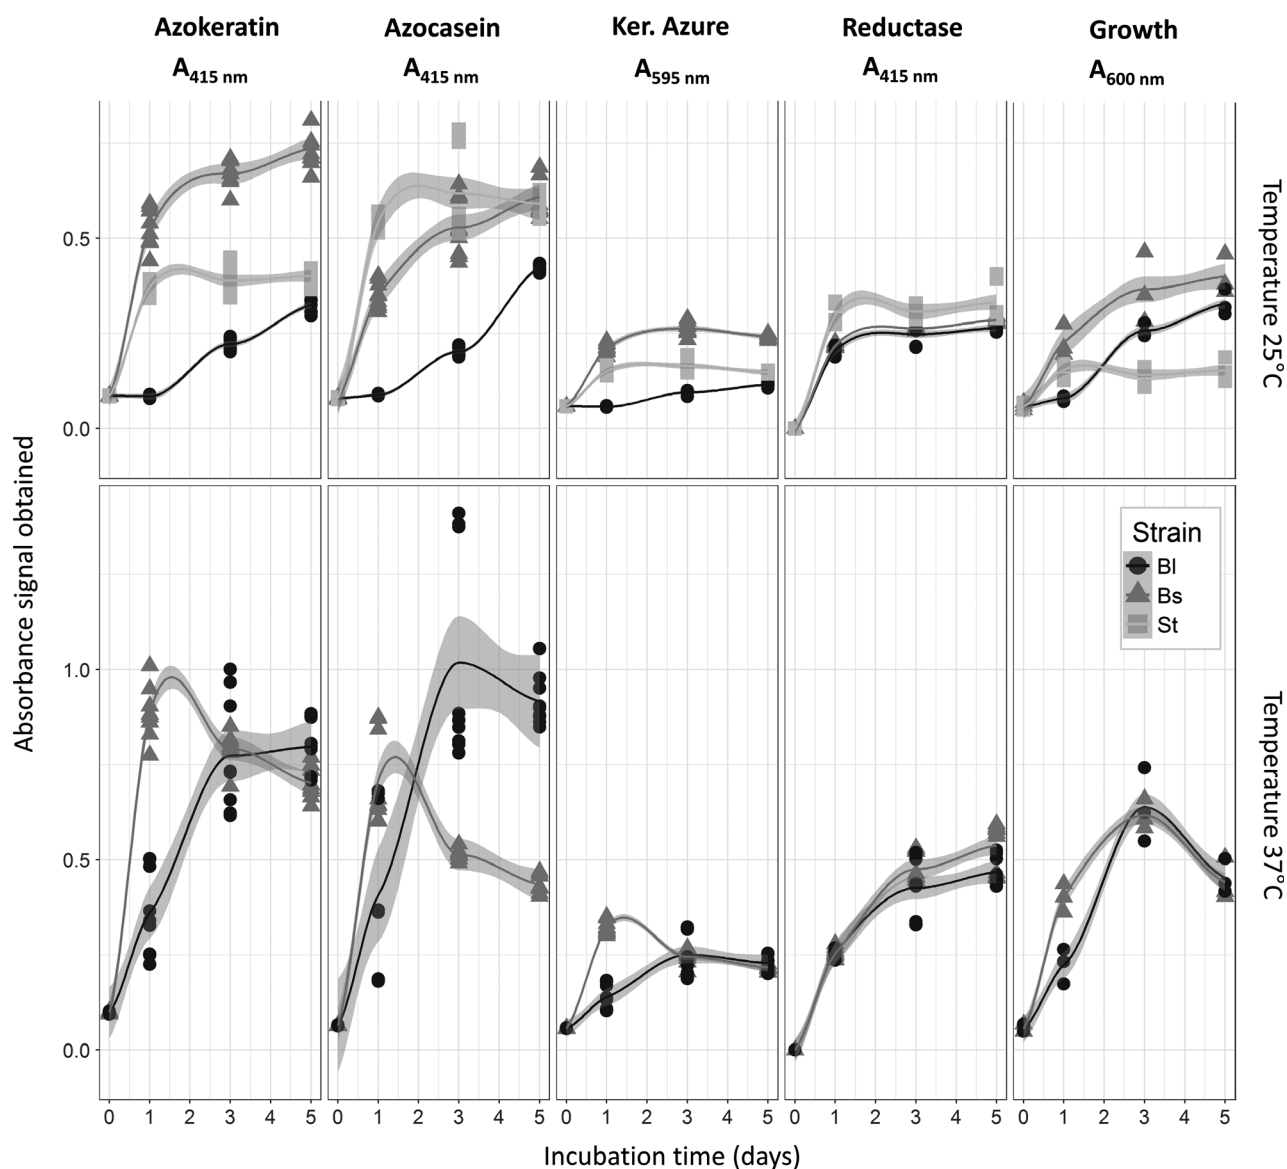 Azokeratin Azocasein Ker. Azure Reductase Growth
A415 nm A415 nm A595 nm A415 nm A600 nm
Absorbance signal obtained
0.5
0.0
Temperature 25°C
1.0
0.5
0.0
Temperature 37°C
Strain
Bl
Bs
St
0 1 2 3 4 5 0 1 2 3 4 5 0 1 2 3 4 5 0 1 2 3 4 5 0 1 2 3 4 5
Incubation time (days)